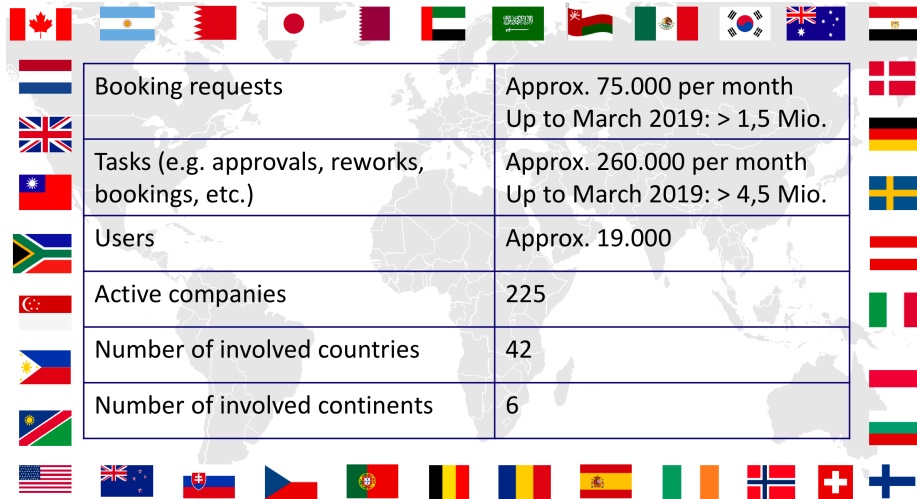 Booking requests
Approx. 75.000 per month
Up to March 2019: > 1,5 Mio.
Tasks (e.g. approvals, reworks,
bookings, etc.)
Approx. 260.000 per month
Up to March 2019: > 4,5 Mio.
Users
Approx. 19.000
Active companies
225
Number of involved countries
42
Number of involved continents
6